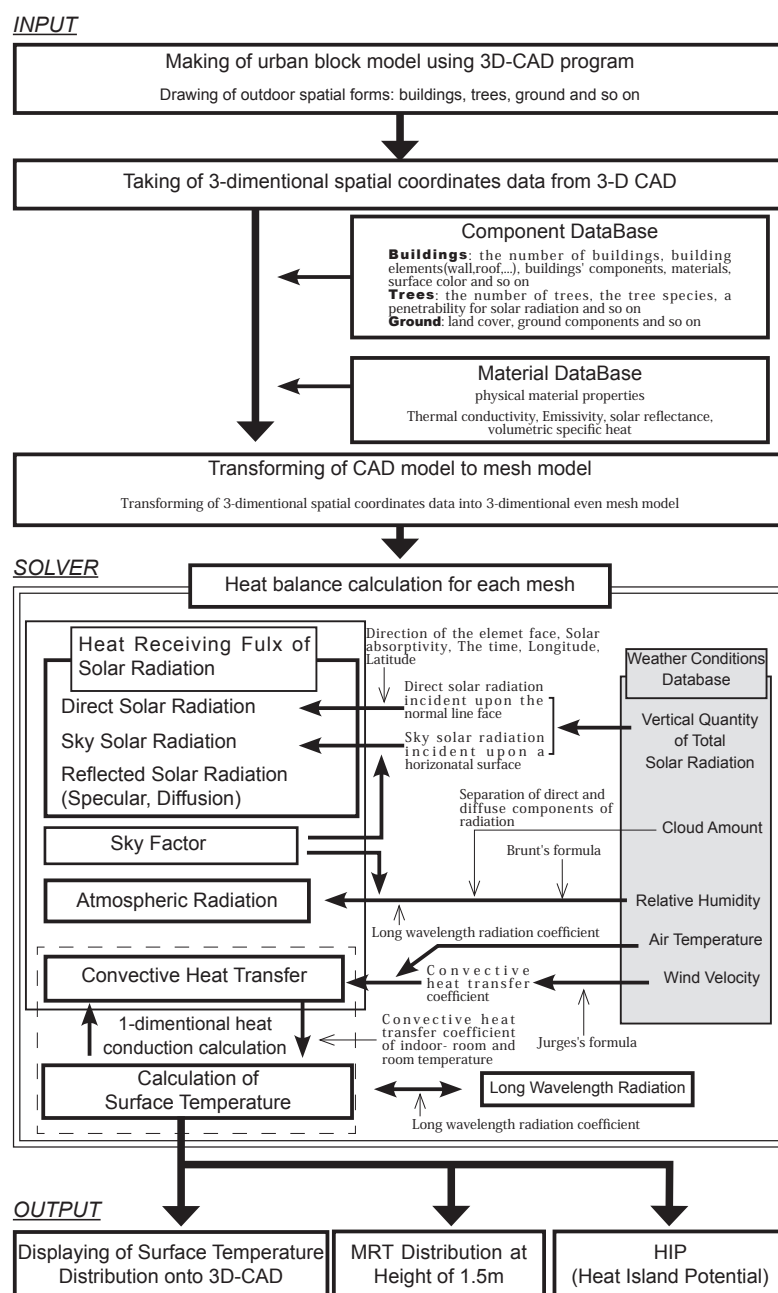 INPUT
Making of urban block model using 3D-CAD program
Drawing of outdoor spatial forms: buildings, trees, ground and so on
Taking of 3-dimentional spatial coordinates data from 3-D CAD
Component DataBase
Buildings: the number of buildings, building
elements(wall,roof,...), buildings' components, materials,
surface color and so on
Trees: the number of trees, the tree species, a
penetrability for solar radiation and so on
Ground: land cover, ground components and so on
Material DataBase
physical material properties
Thermal conductivity, Emissivity, solar reflectance,
volumetric specific heat
Transforming of CAD model to mesh model
Transforming of 3-dimentional spatial coordinates data into 3-dimentional even mesh model
SOLVER
Heat balance calculation for each mesh
Heat Receiving Fulx of
Solar Radiation
Direct Solar Radiation
Sky Solar Radiation
Reflected Solar Radiation
(Specular, Diffusion)
Direction of the elemet face, Solar
absorptivity, The time, Longitude,
Latitude
Direct solar radiation
incident upon the
normal line face
Sky solar radiation
incident upon a
horizonatal surface
Weather Conditions
Database
Vertical Quantity
of Total
Solar Radiation
Separation of direct and
diffuse components of
radiation
Cloud Amount
Sky Factor
Brunt's formula
Atmospheric Radiation
Relative Humidity
Long wavelength radiation coefficient
Air Temperature
Convective Heat Transfer
Convective
heat transfer
coefficient
Wind Velocity
1-dimentional heat
conduction calculation
Convective heat
transfer coefficient
of indoor- room and
room temperature
Jurges's formula
Calculation of
Surface Temperature
Long Wavelength Radiation
Long wavelength radiation coefficient
OUTPUT
Displaying of Surface Temperature
Distribution onto 3D-CAD
MRT Distribution at
Height of 1.5m
HIP
(Heat Island Potential)